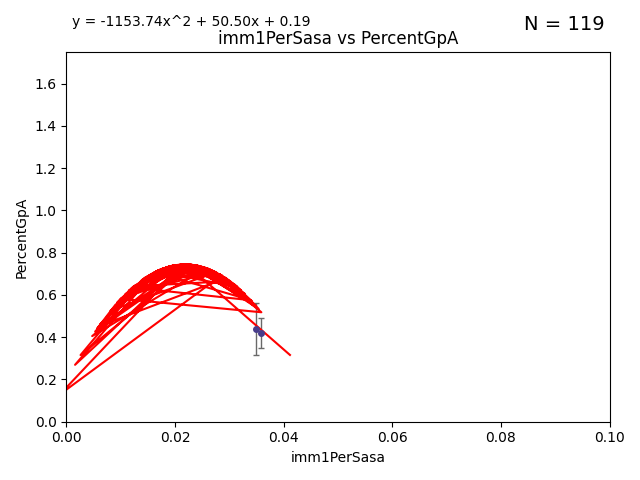 y = -1153.74x^2 + 50.50x + 0.19
N = 119
imm1PerSasa vs PercentGpA
PercentGpA
1.6
1.4
1.2
1.0
0.8
0.6
0.4
0.2
0.0
0.00 0.02 0.04 0.06 0.08 0.10
imm1PerSasa